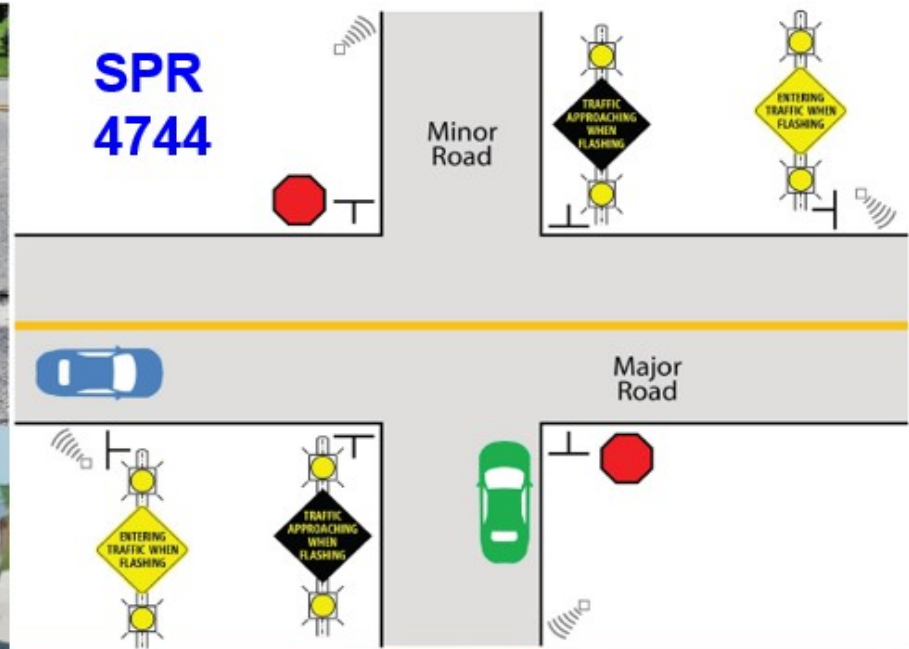 SPR
4744
Minor
Road
TRAFFIC
APPROACHING
WHEN
FLASHING
ENTERING
TRAFFIC WHEN
FLASHING
Major
Road
ENTERING
TRAFFIC WHEN
FLASHING
TRAFFIC
APPROACHING
WHEN
FLASHING